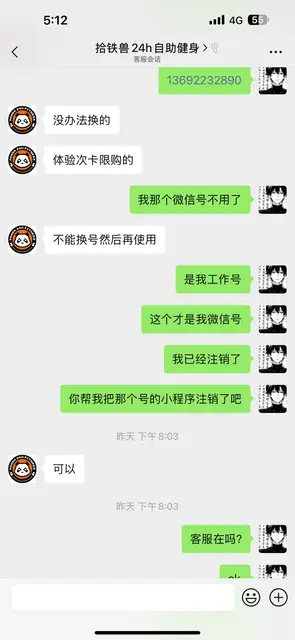 5:12
4G
55
拾铁兽24h自助健身
客服会话
13692232890
没办法换的
体验次卡限购的
我那个微信号不用了
不能换号然后再使用
是我工作号
这个才是我微信号
我已经注销了
你帮我把那个号的小程序注销了吧
昨天 下午8:03
可以
昨天 下午8:03
客服在吗?
ok